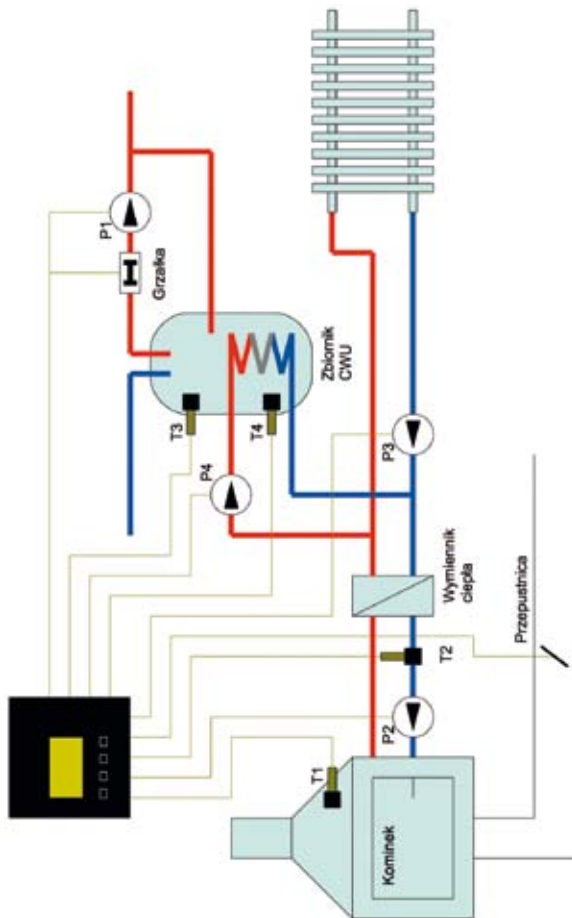 P1
Grzałka
Zbiornik
CWU
T3
T4
P4
P3
Wymiennik
ciepła
T2
P2
T1
Kominek
Przepustnica